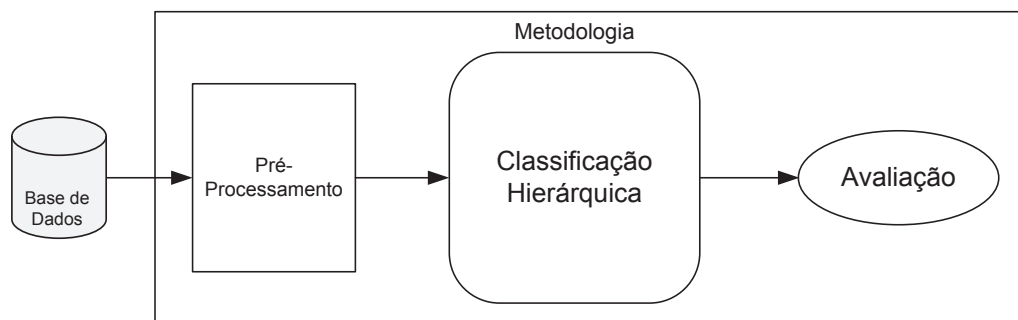 Metodologia
Base de
Dados
Pré-
Processamento
Classificação
Hierárquica
Avaliação